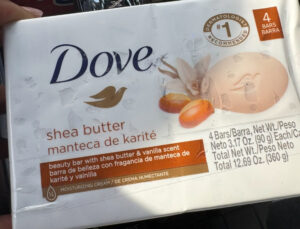 DERMATOLOGIST
#1
RECOMMENDED
4
BARS
BARRA
Dove
shea butter
manteca de karité
beauty bar with shea butter & vanilla scent
barra de belleza con fragancia de manteca de
karité y vainilla
MOISTURIZING CREAM / DE CREMA HUMECTANTE
4 Bars/Barra, Net Wt./Peso
Neto 3.17 Oz. (90 g) Each/C
Total Net Wt./Peso Neto
Total 12.69 Oz. (360 g)